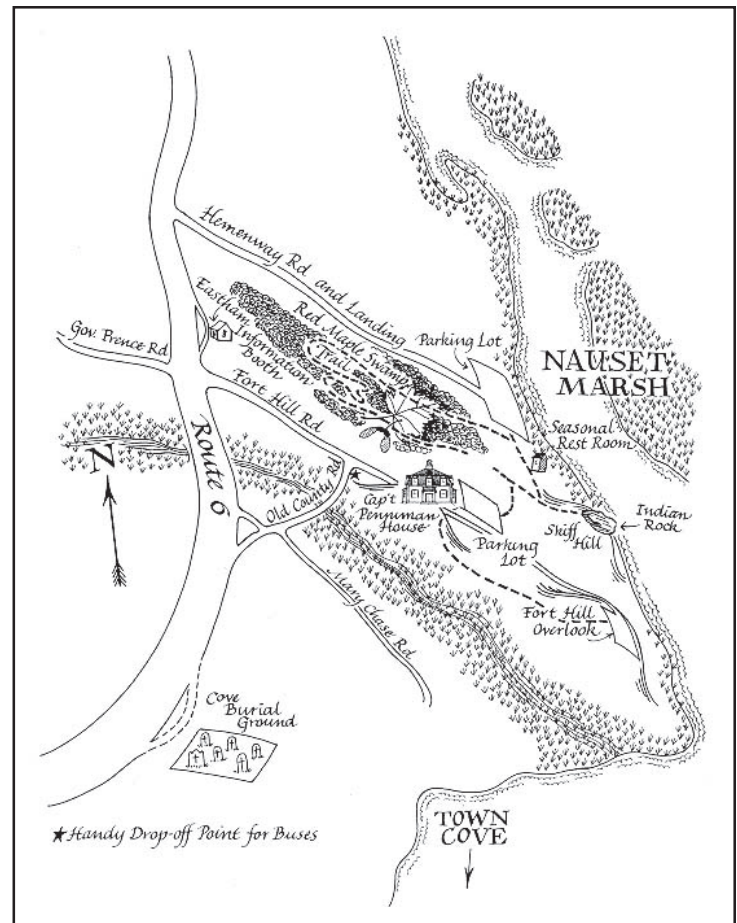 Hemenway Rd and Landing
Eastham
Information
Booth
Red Maple Swamp
Trail
Parking Lot
Gov. Prence Rd
NAUSET
MARSH
Fort Hill Rd
Seasonal
Rest Room
Route 6
N
Old County Rd
Cap't
Penniman
House
Skiff
Hill
Indian
Rock
Parking
Lot
Mary Chase Rd
Fort Hill
Overlook
Cove
Burial
Ground
TOWN
COVE
★Handy Drop-off Point for Buses